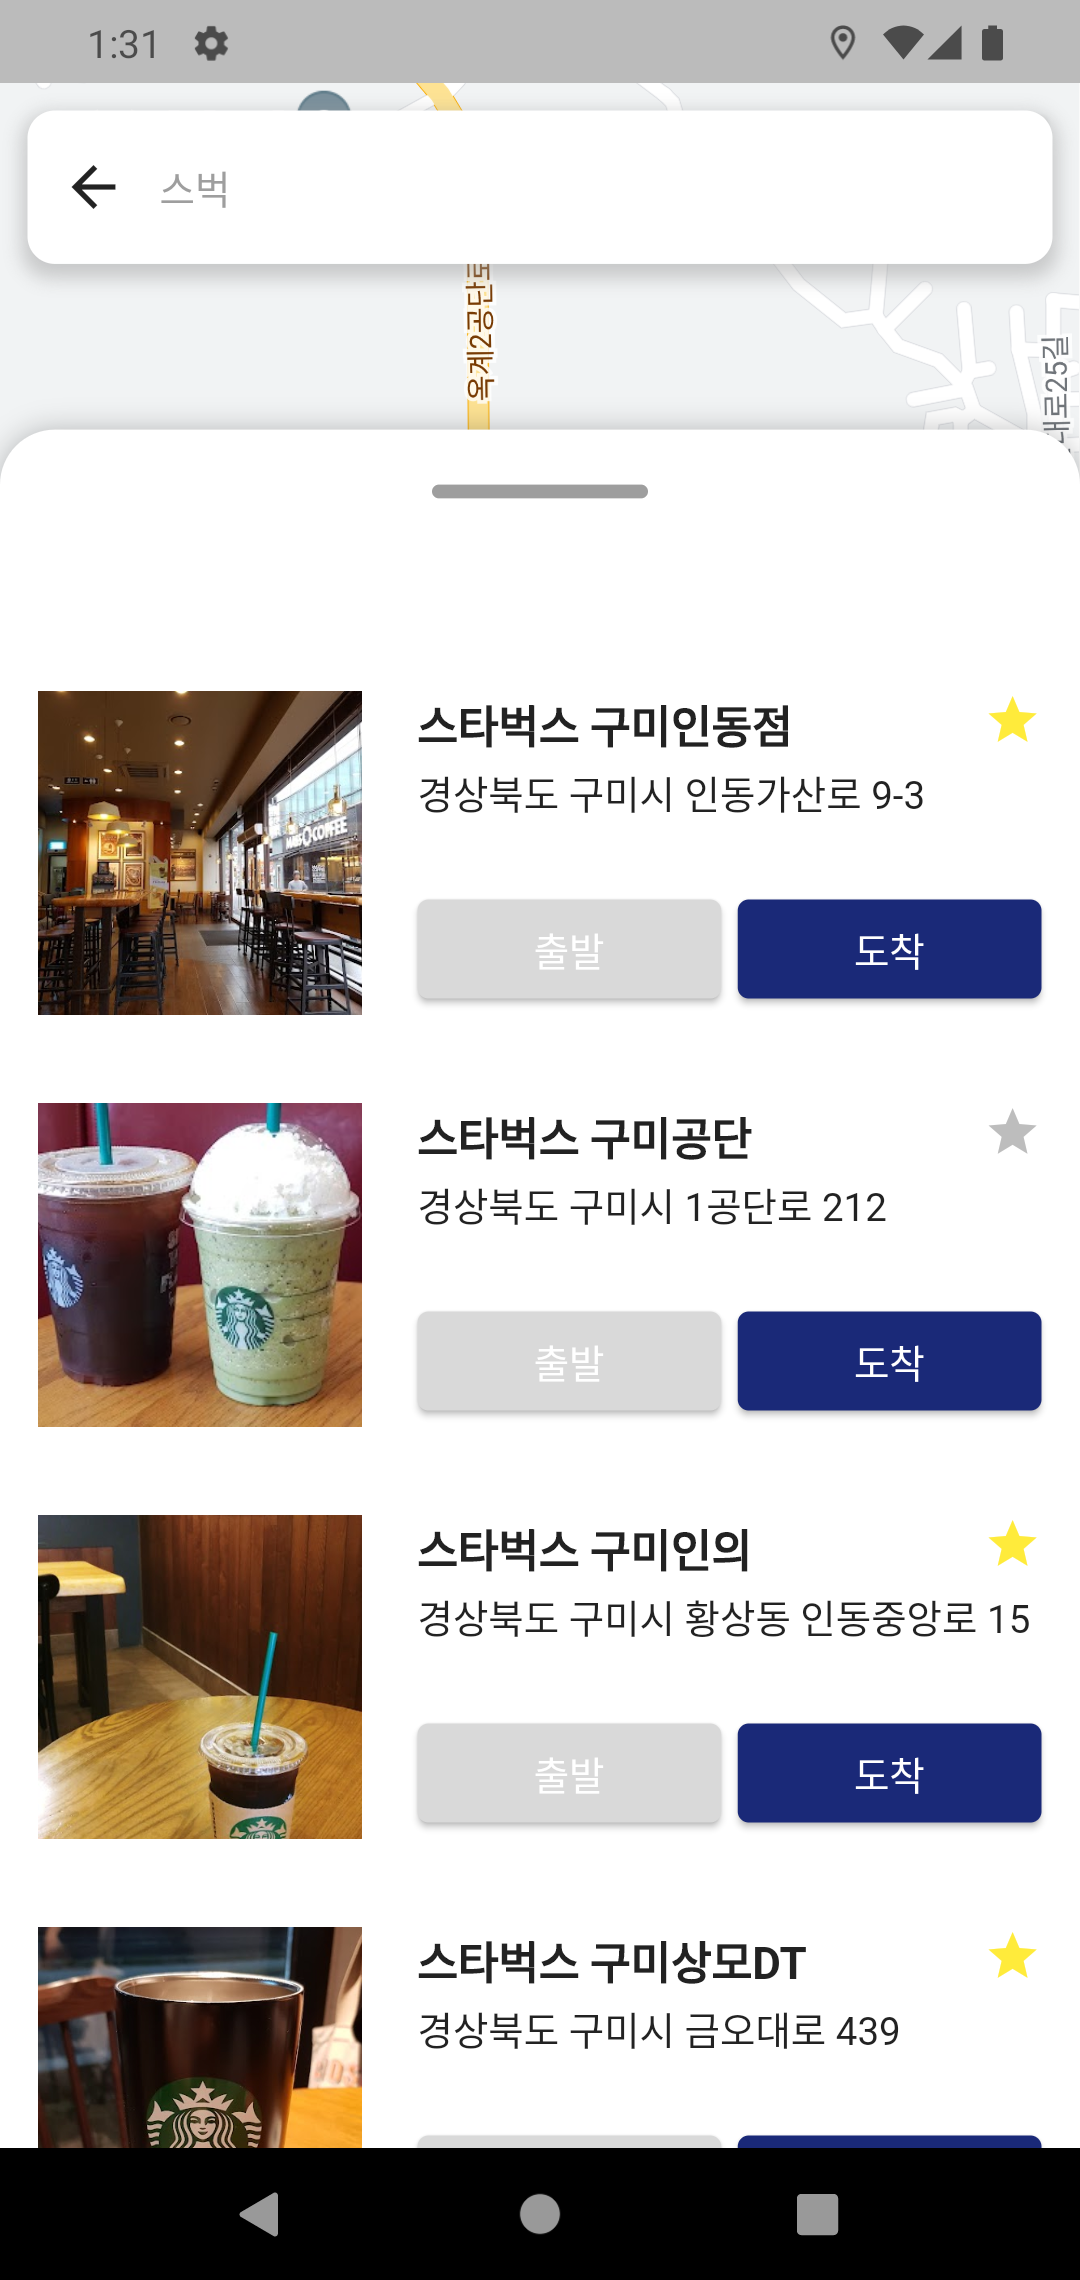 1:31
스벅
옥계2공단로
대로25길
스타벅스 구미인동점
경상북도 구미시 인동가산로 9-3
출발
도착
스타벅스 구미공단
경상북도 구미시 1공단로 212
출발
도착
스타벅스 구미인의
경상북도 구미시 황상동 인동중앙로 15
출발
도착
스타벅스 구미상모DT
경상북도 구미시 금오대로 439